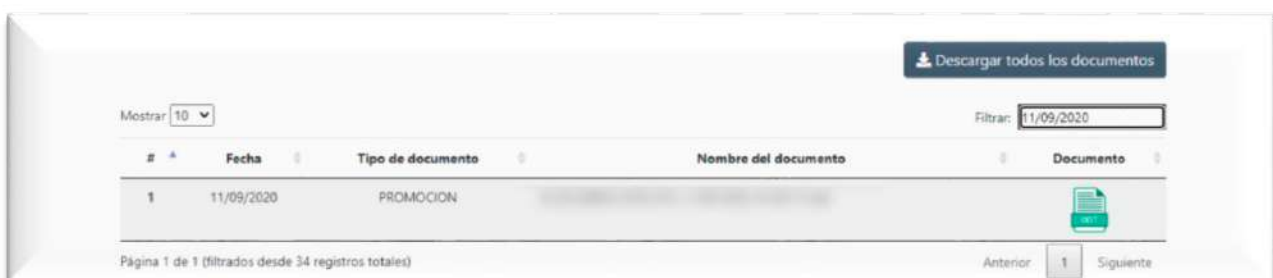 Descargar todos los documentos
Mostrar 10
Filtrar: 11/09/2020
# Fecha Tipo de documento Nombre del documento Documento
1 11/09/2020 PROMOCION
Página 1 de 1 (filtrados desde 34 registros totales)
Anterior 1 Siguiente